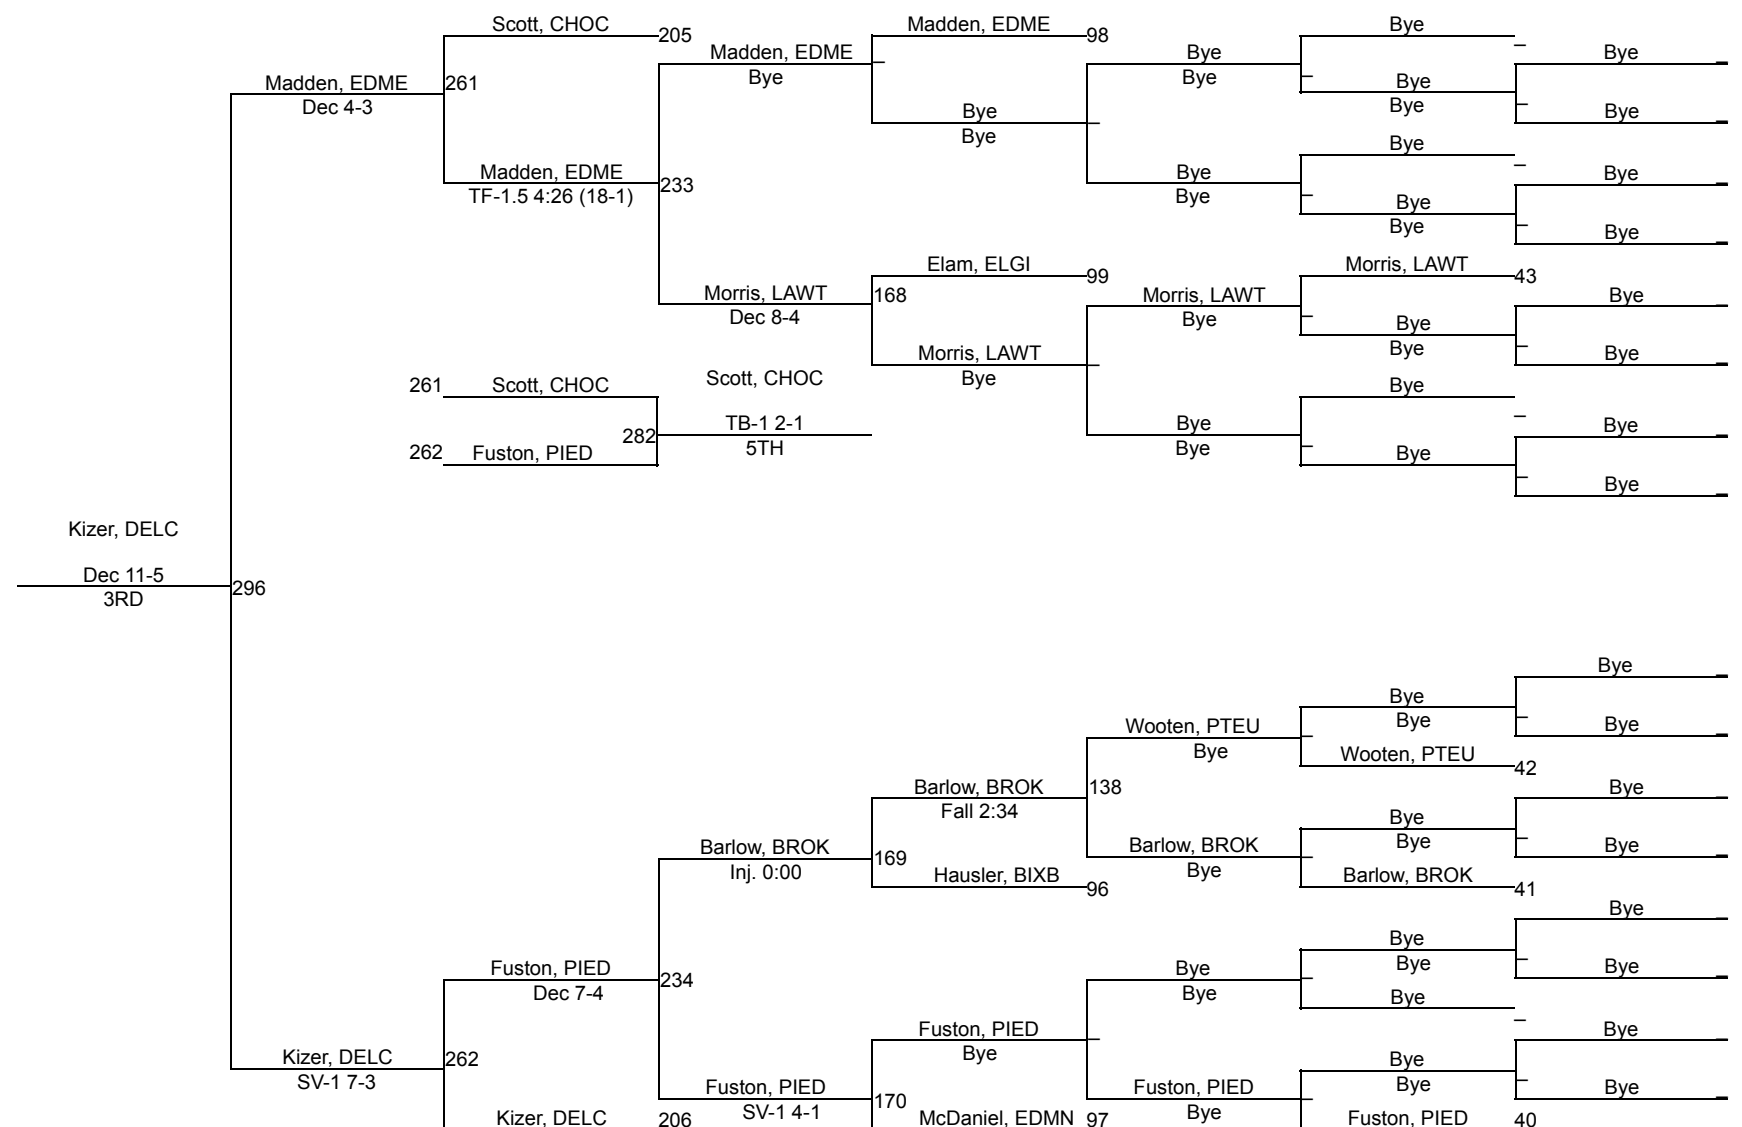 Scott, CHOC
205
Madden, EDME
98
Bye
Madden, EDME
Bye
Bye
Bye
Bye
Madden, EDME
Dec 4-3
261
Bye
Bye
Bye
Bye
Bye
Bye
Madden, EDME
TF-1.5 4:26 (18-1)
233
Bye
Bye
Bye
Bye
Bye
Bye
Elam, ELGI
99
Morris, LAWT
43
Morris, LAWT
Dec 8-4
168
Morris, LAWT
Bye
Bye
Bye
Bye
Morris, LAWT
Bye
Bye
261
Scott, CHOC
Scott, CHOC
Bye
TB-1 2-1
5TH
282
262
Fuston, PIED
Bye
Bye
Bye
Bye
Bye
Kizer, DELC
Dec 11-5
3RD
296
Bye
Bye
Bye
Wooten, PTEU
Bye
Bye
Wooten, PTEU
42
Barlow, BROK
Fall 2:34
138
Bye
Bye
Bye
Barlow, BROK
Inj. 0:00
169
Barlow, BROK
Bye
Bye
Hausler, BIXB
96
Barlow, BROK
41
Bye
Fuston, PIED
Dec 7-4
234
Bye
Bye
Bye
Bye
Bye
Bye
Fuston, PIED
Bye
Bye
Kizer, DELC
SV-1 7-3
262
Bye
Bye
Fuston, PIED
SV-1 4-1
170
Fuston, PIED
Bye
Bye
Kizer, DELC
206
McDaniel, EDMN
97
Fuston, PIED
40